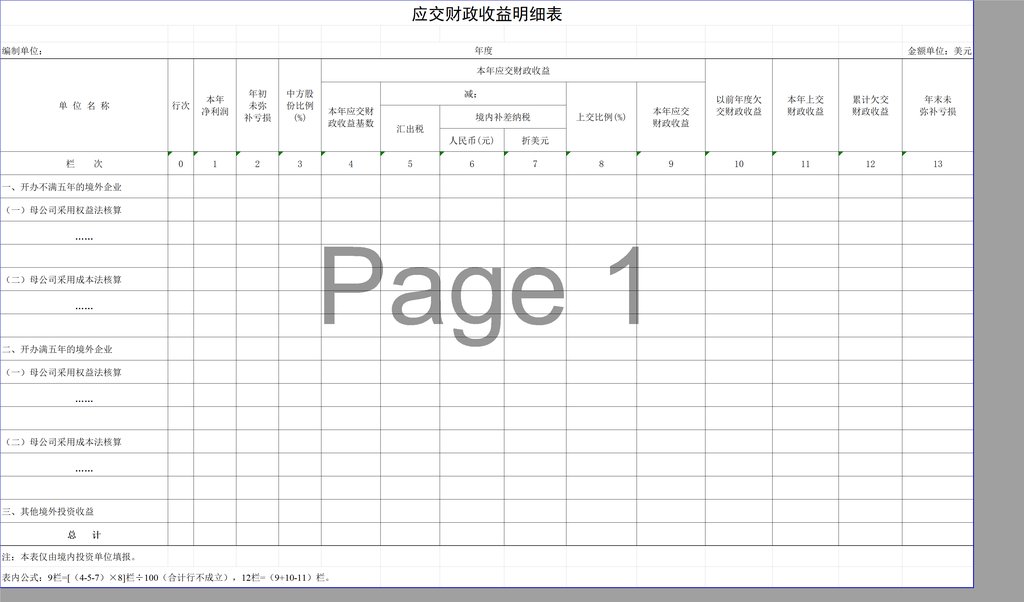 应交财政收益明细表
编制单位： 年度 金额单位：美元
单 位 名 称 行次 本年净利润 年初未弥补亏损 中方股份比例(%) 本年应交财政收益 以前年度欠交财政收益 本年上交财政收益 累计欠交财政收益 年末未弥补亏损
本年应交财政收益基数 减： 上交比例(%) 本年应交财政收益
汇出税 境内补差纳税
人民币(元) 折美元
栏 次 0 1 2 3 4 5 6 7 8 9 10 11 12 13
一、开办不满五年的境外企业
（一）母公司采用权益法核算
……
（二）母公司采用成本法核算
……
二、开办满五年的境外企业
（一）母公司采用权益法核算
……
（二）母公司采用成本法核算
……
三、其他境外投资收益
总 计
注：本表仅由境内投资单位填报。
表内公式：9栏=[（4-5-7）×8]栏÷100（合计行不成立），12栏=（9+10-11）栏。
Page 1